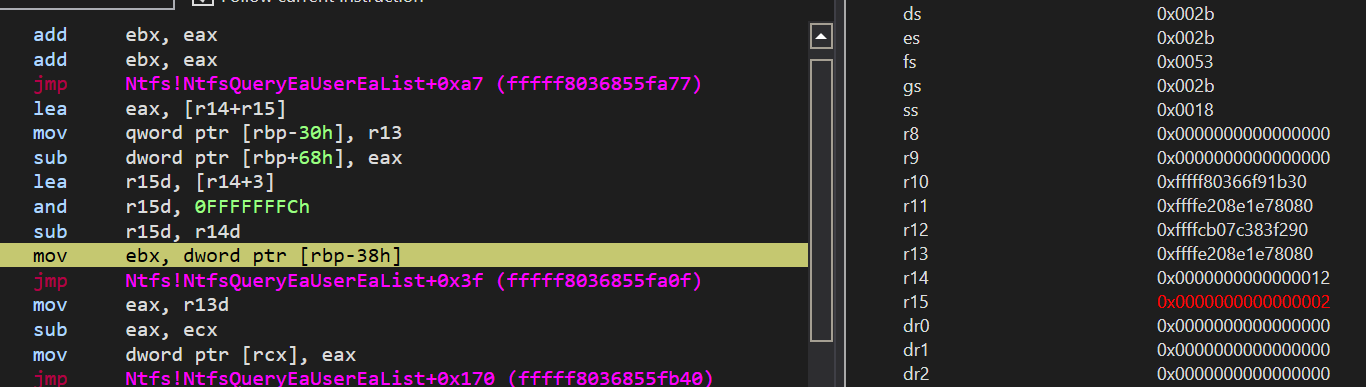 Follow current instruction
add ebx, eax
add ebx, eax
jmp Ntfs!NtfsQueryEaUserEaList+0xa7 (fffff8036855fa77)
lea eax, [r14+r15]
mov qword ptr [rbp-30h], r13
sub dword ptr [rbp+68h], eax
lea r15d, [r14+3]
and r15d, 0FFFFFFFCh
sub r15d, r14d
mov ebx, dword ptr [rbp-38h]
jmp Ntfs!NtfsQueryEaUserEaList+0x3f (fffff8036855fa0f)
mov eax, r13d
sub eax, ecx
mov dword ptr [rcx], eax
jmp Ntfs!NtfsQueryEaUserEaList+0x170 (fffff8036855fb40)
ds 0x002b
es 0x002b
fs 0x0053
gs 0x002b
ss 0x0018
r8 0x0000000000000000
r9 0x0000000000000000
r10 0xfffff80366f91b30
r11 0xffffe208e1e78080
r12 0xffffcb07c383f290
r13 0xffffe208e1e78080
r14 0x0000000000000012
r15 0x0000000000000002
dr0 0x0000000000000000
dr1 0x0000000000000000
dr2 0x0000000000000000